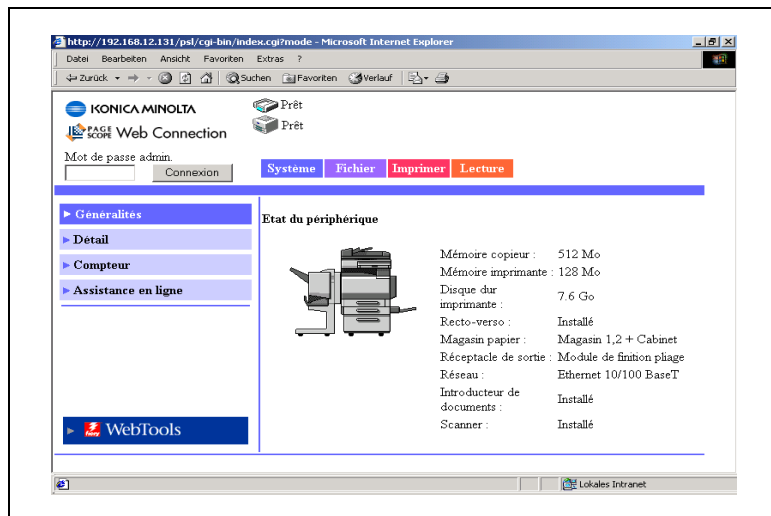 http://192.168.12.131/psl/cgi-bin/index.cgi?mode - Microsoft Internet Explorer
Datei Bearbeiten Ansicht Favoriten Extras ?
Zurück Suchen Favoriten Verlauf
KONICA MINOLTA
Prêt
PAGE SCOPE Web Connection
Prêt
Mot de passe admin.
Connexion
Système Fichier Imprimer Lecture
Généralités
Détail
Compteur
Assistance en ligne
Fiery WebTools
Etat du périphérique
Mémoire copieur : 512 Mo
Mémoire imprimante : 128 Mo
Disque dur
imprimante : 7.6 Go
Recto-verso : Installé
Magasin papier : Magasin 1,2 + Cabinet
Réceptacle de sortie : Module de finition pliage
Réseau : Ethernet 10/100 BaseT
Introducteur de
documents : Installé
Scanner : Installé
Lokales Intranet